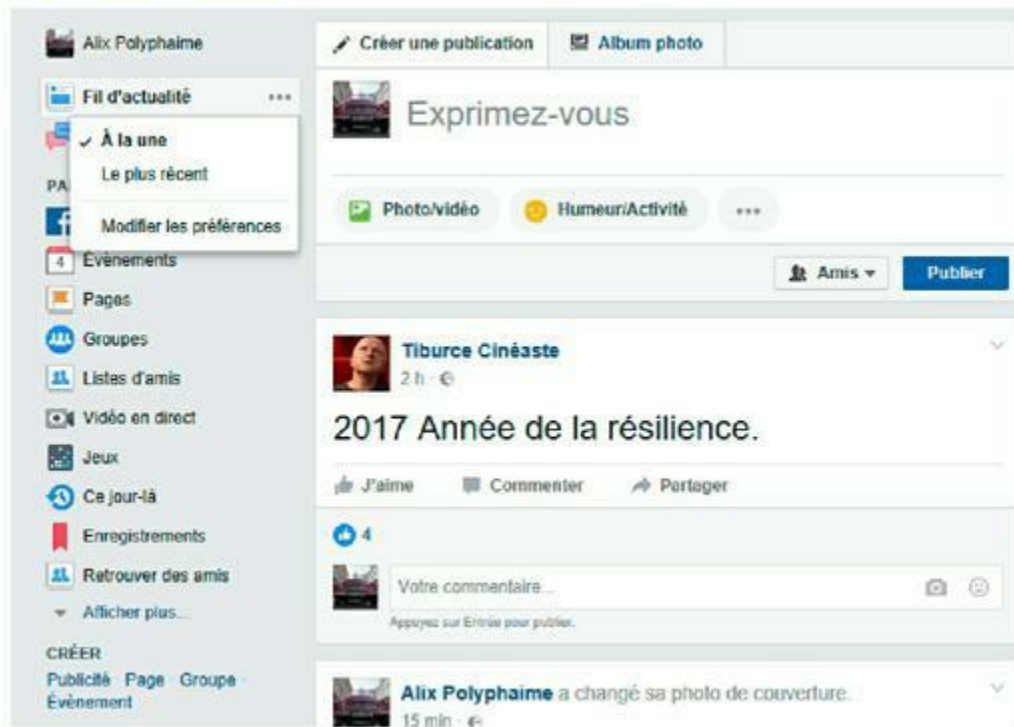 Alix Polyphaime
Fil d'actualité
À la une
Le plus récent
Modifier les préférences
PA
4 Évènements
Pages
Groupes
Listes d'amis
Vidéo en direct
Jeux
Ce jour-là
Enregistrements
Retrouver des amis
Afficher plus...
CRÉER
Publicité Page Groupe
Évènement
Créer une publication Album photo
Exprimez-vous
Photo/vidéo Humeur/Activité
Amis Publier
Tiburce Cinéaste
2 h ·
2017 Année de la résilience.
J'aime Commenter Partager
4
Votre commentaire...
Appuyez sur Entrée pour publier.
Alix Polyphaime a changé sa photo de couverture.
15 min ·